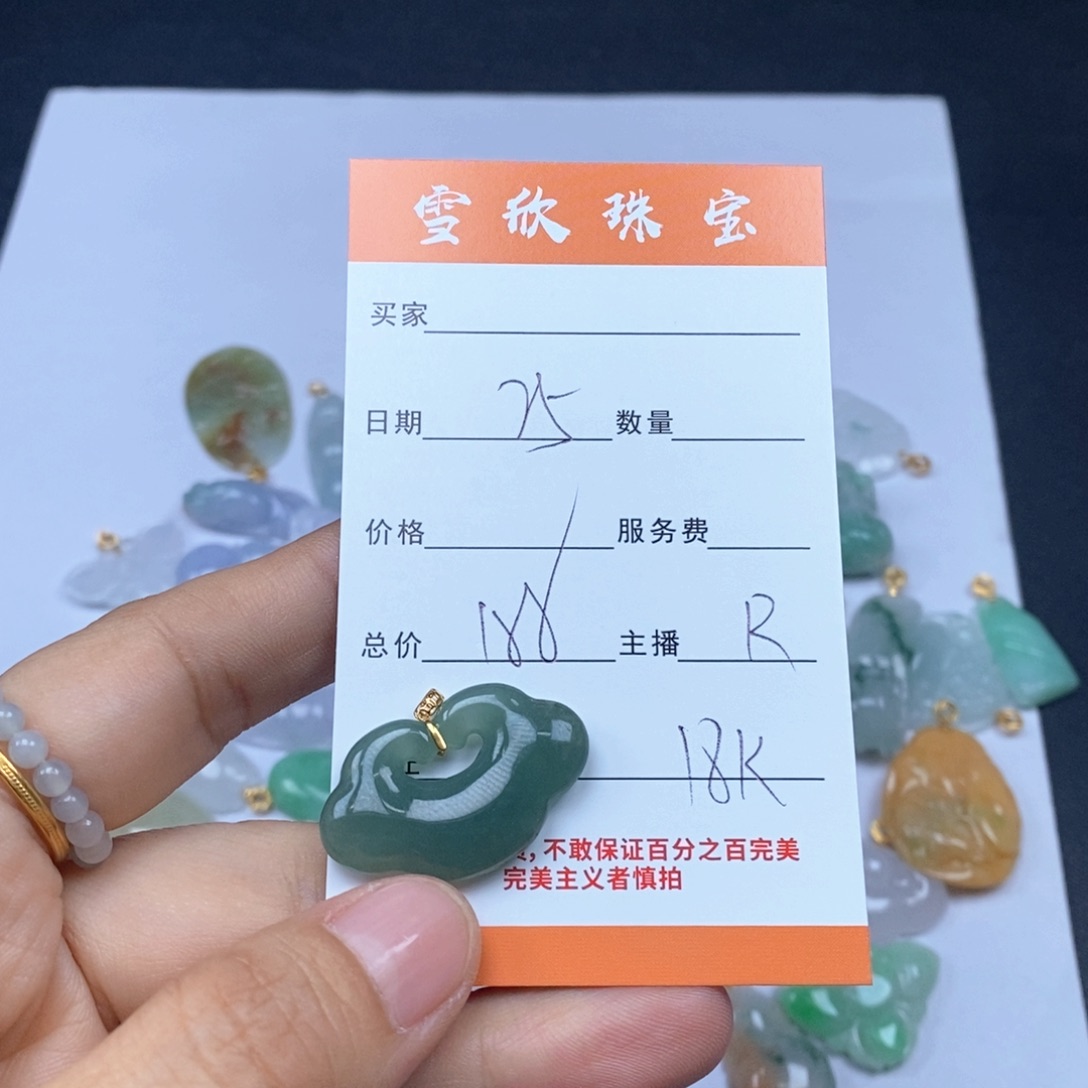 雪欣珠宝
买家
日期 25 数量
价格 服务费
总价 188 主播 R
18K
,不敢保证百分之百完美
完美主义者慎拍